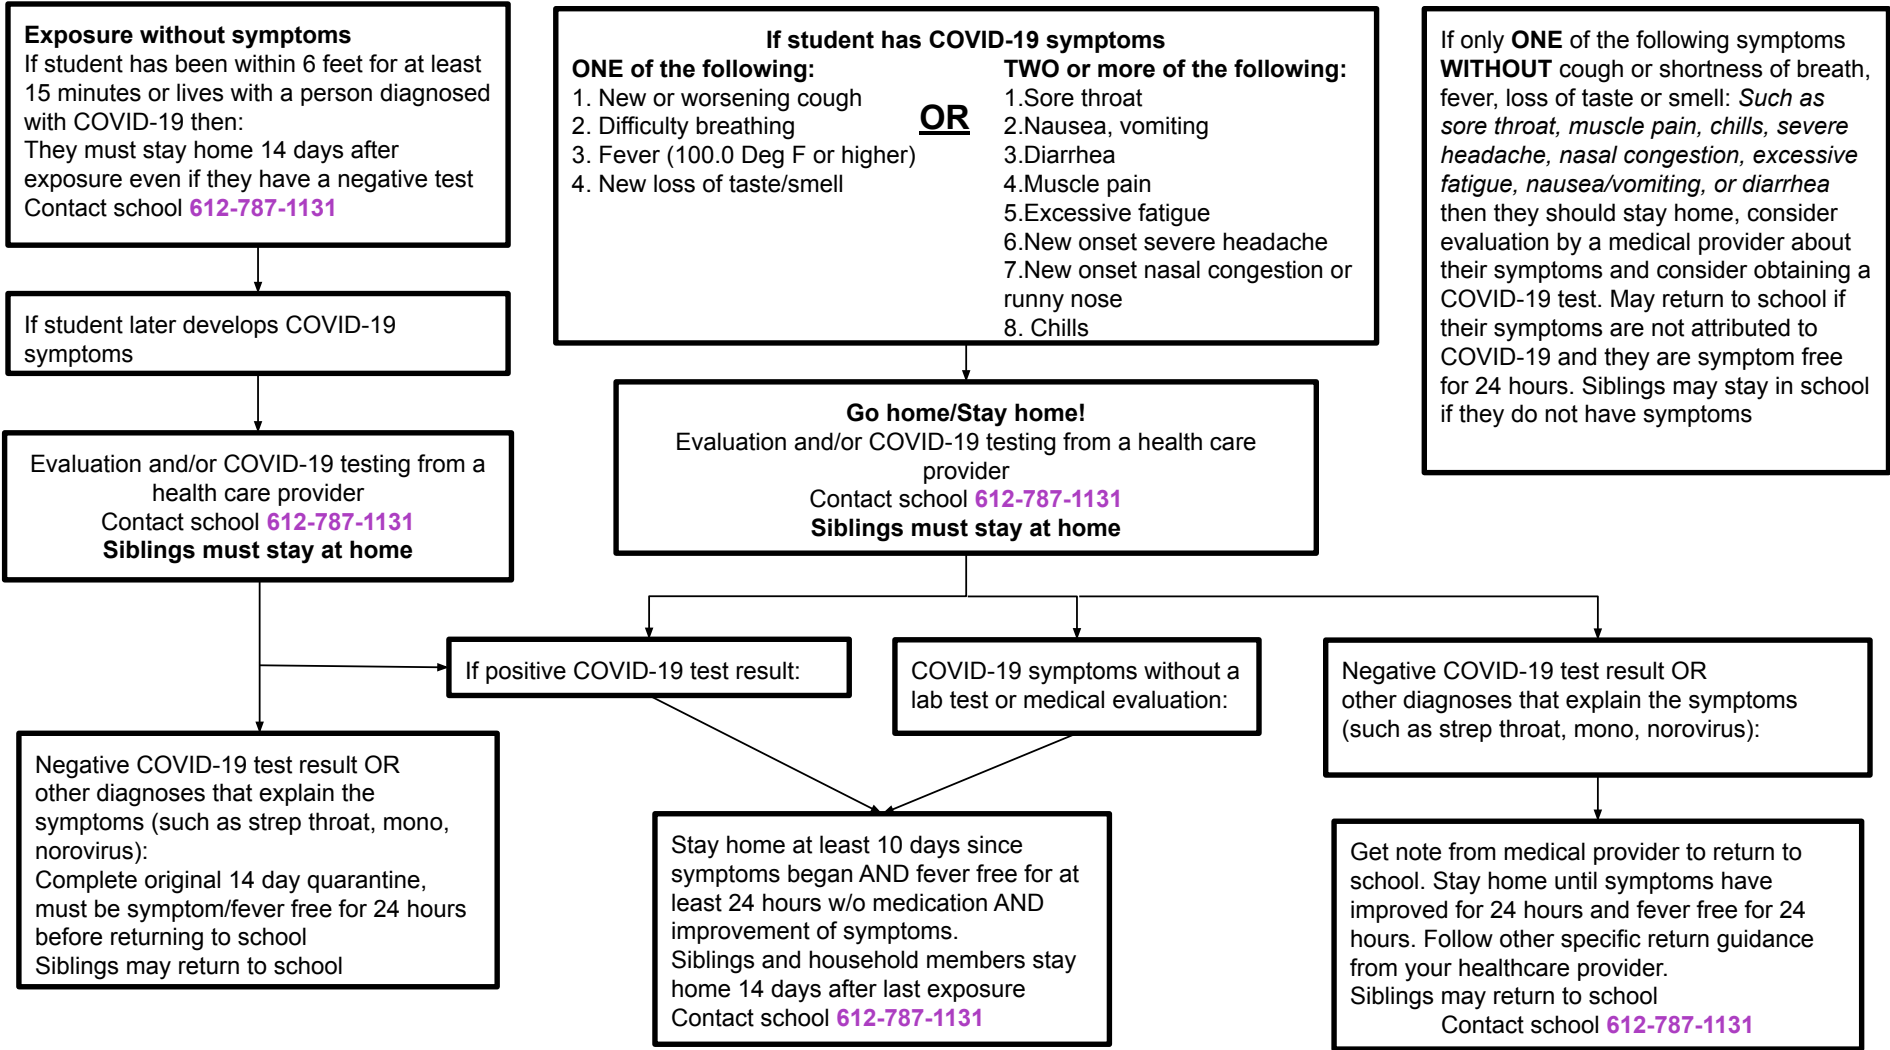 Exposure without symptoms
If student has been within 6 feet for at least
15 minutes or lives with a person diagnosed
with COVID-19 then:
They must stay home 14 days after
exposure even if they have a negative test
Contact school 612-787-1131
If student later develops COVID-19
symptoms
Evaluation and/or COVID-19 testing from a
health care provider
Contact school 612-787-1131
Siblings must stay at home
Negative COVID-19 test result OR
other diagnoses that explain the
symptoms (such as strep throat, mono,
norovirus):
Complete original 14 day quarantine,
must be symptom/fever free for 24 hours
before returning to school
Siblings may return to school
If student has COVID-19 symptoms
ONE of the following:
1. New or worsening cough
2. Difficulty breathing
3. Fever (100.0 Deg F or higher)
4. New loss of taste/smell
OR
TWO or more of the following:
1.Sore throat
2.Nausea, vomiting
3.Diarrhea
4.Muscle pain
5.Excessive fatigue
6.New onset severe headache
7.New onset nasal congestion or
runny nose
8. Chills
Go home/Stay home!
Evaluation and/or COVID-19 testing from a health care
provider
Contact school 612-787-1131
Siblings must stay at home
If positive COVID-19 test result:
COVID-19 symptoms without a
lab test or medical evaluation:
Stay home at least 10 days since
symptoms began AND fever free for at
least 24 hours w/o medication AND
improvement of symptoms.
Siblings and household members stay
home 14 days after last exposure
Contact school 612-787-1131
Negative COVID-19 test result OR
other diagnoses that explain the symptoms
(such as strep throat, mono, norovirus):
Get note from medical provider to return to
school. Stay home until symptoms have
improved for 24 hours and fever free for 24
hours. Follow other specific return guidance
from your healthcare provider.
Siblings may return to school
Contact school 612-787-1131
If only ONE of the following symptoms
WITHOUT cough or shortness of breath,
fever, loss of taste or smell: Such as
sore throat, muscle pain, chills, severe
headache, nasal congestion, excessive
fatigue, nausea/vomiting, or diarrhea
then they should stay home, consider
evaluation by a medical provider about
their symptoms and consider obtaining a
COVID-19 test. May return to school if
their symptoms are not attributed to
COVID-19 and they are symptom free
for 24 hours. Siblings may stay in school
if they do not have symptoms